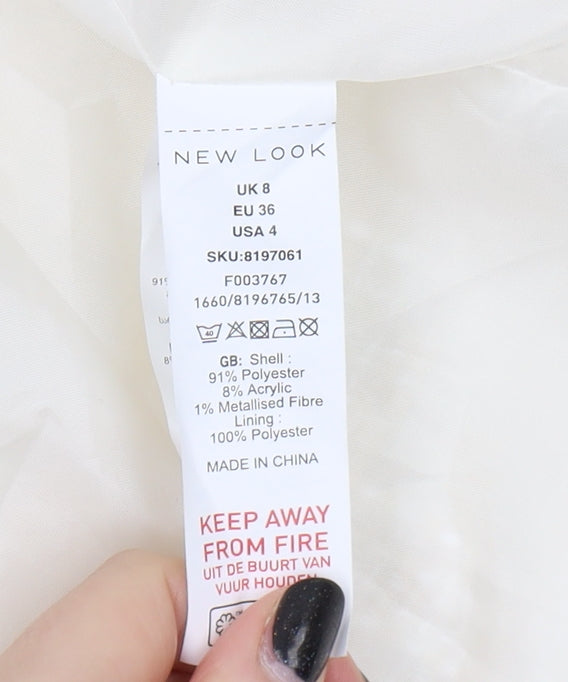 NEW LOOK
UK 8
EU 36
USA 4
SKU:8197061
F003767
1660/8196765/13
40
GB: Shell :
91% Polyester
8% Acrylic
1% Metallised Fibre
Lining :
100% Polyester
MADE IN CHINA
KEEP AWAY
FROM FIRE
UIT DE BUURT VAN
VUUR HOUDEN